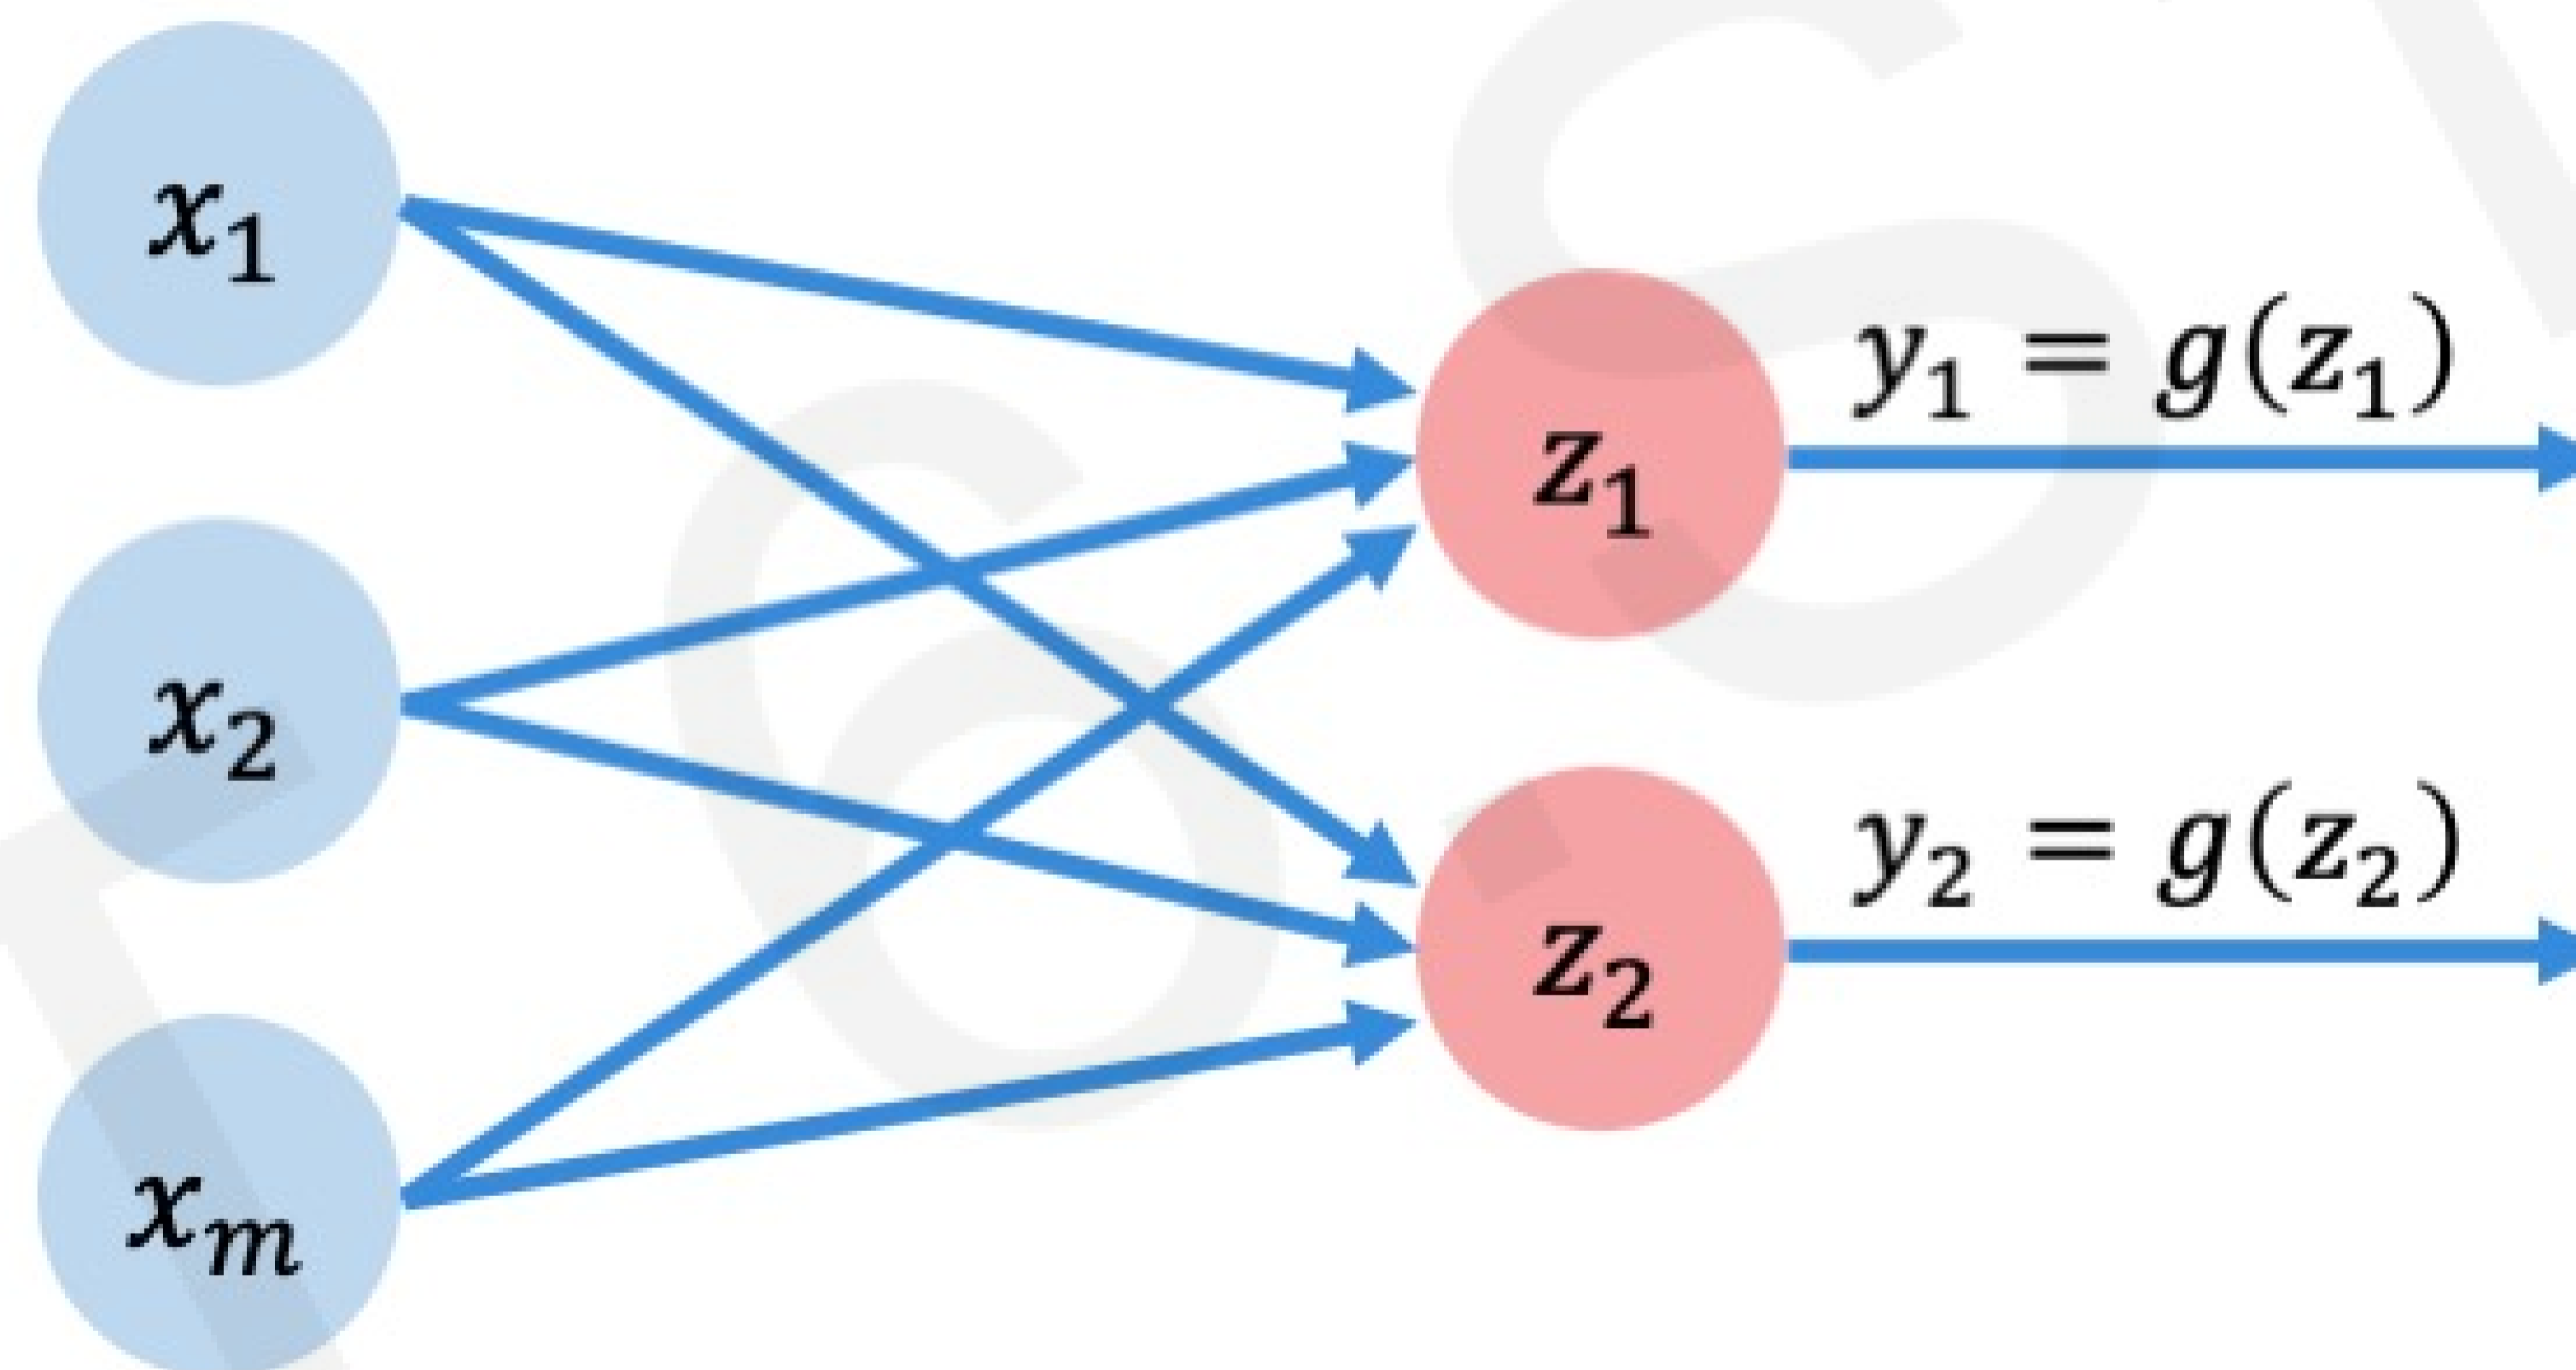 x₁
x₂
xₘ
z₁
y₁ = g(z₁)
z₂
y₂ = g(z₂)